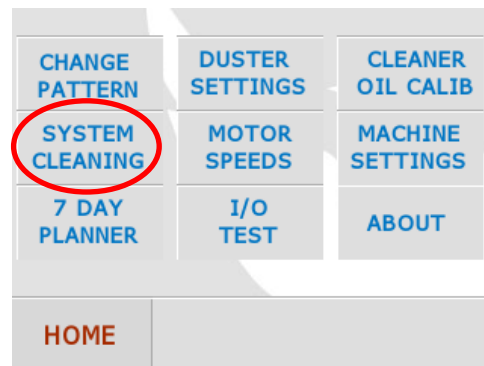 CHANGE
PATTERN
DUSTER
SETTINGS
CLEANER
OIL CALIB
SYSTEM
CLEANING
MOTOR
SPEEDS
MACHINE
SETTINGS
7 DAY
PLANNER
I/O
TEST
ABOUT
HOME